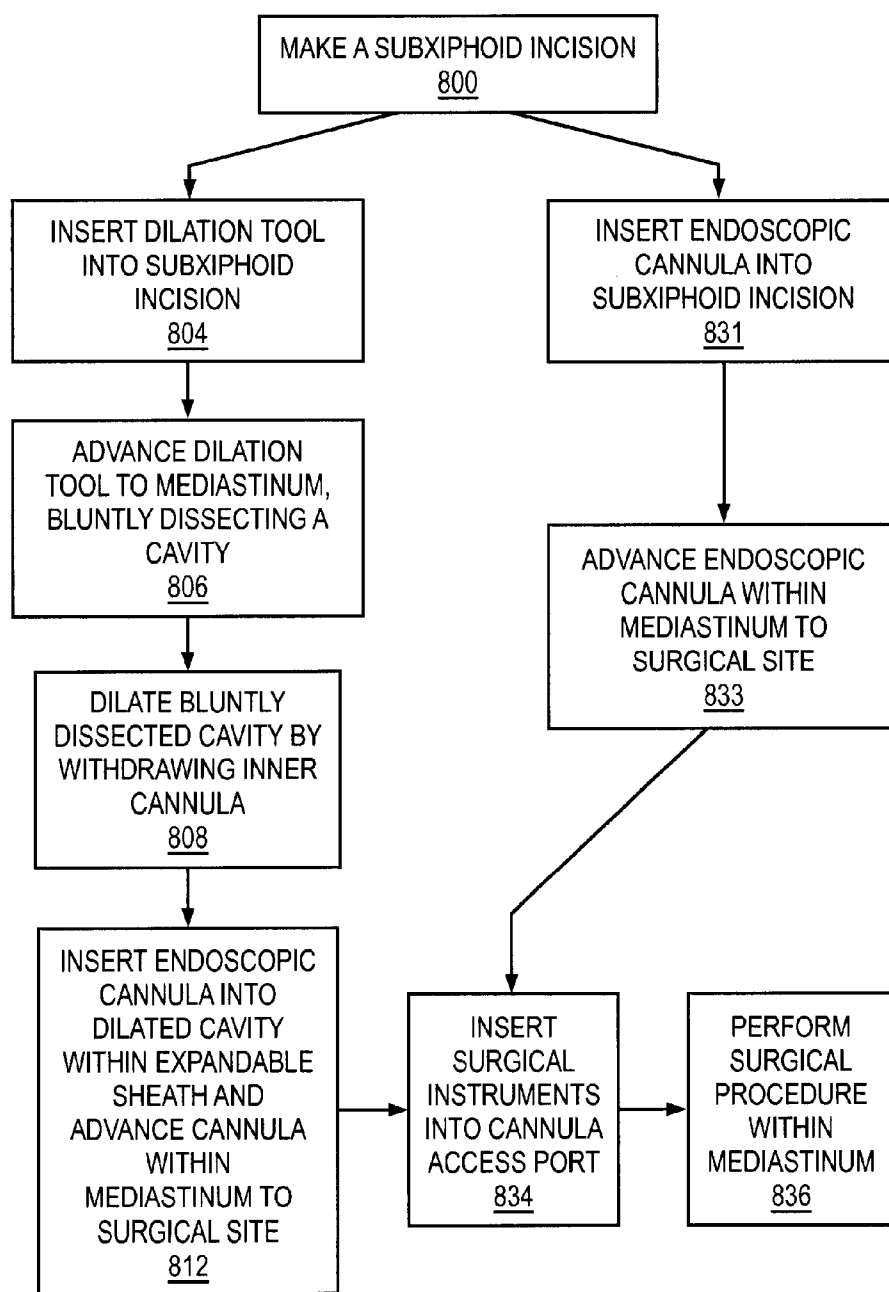 MAKE A SUBXIPHOID INCISION
800
INSERT DILATION TOOL
INTO SUBXIPHOID
INCISION
804
INSERT ENDOSCOPIC
CANNULA INTO
SUBXIPHOID INCISION
831
ADVANCE DILATION
TOOL TO MEDIASTINUM,
BLUNTLY DISSECTING A
CAVITY
806
ADVANCE ENDOSCOPIC
CANNULA WITHIN
MEDIASTINUM TO
SURGICAL SITE
833
DILATE BLUNTLY
DISSECTED CAVITY BY
WITHDRAWING INNER
CANNULA
808
INSERT ENDOSCOPIC
CANNULA INTO
DILATED CAVITY
WITHIN EXPANDABLE
SHEATH AND
ADVANCE CANNULA
WITHIN
MEDIASTINUM TO
SURGICAL SITE
812
INSERT
SURGICAL
INSTRUMENTS
INTO CANNULA
ACCESS PORT
834
PERFORM
SURGICAL
PROCEDURE
WITHIN
MEDIASTINUM
836